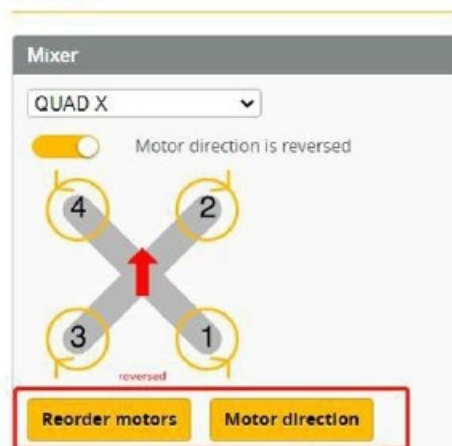 Mixer
QUAD X
Motor direction is reversed
4 2
3 1
reversed
Reorder motors Motor direction